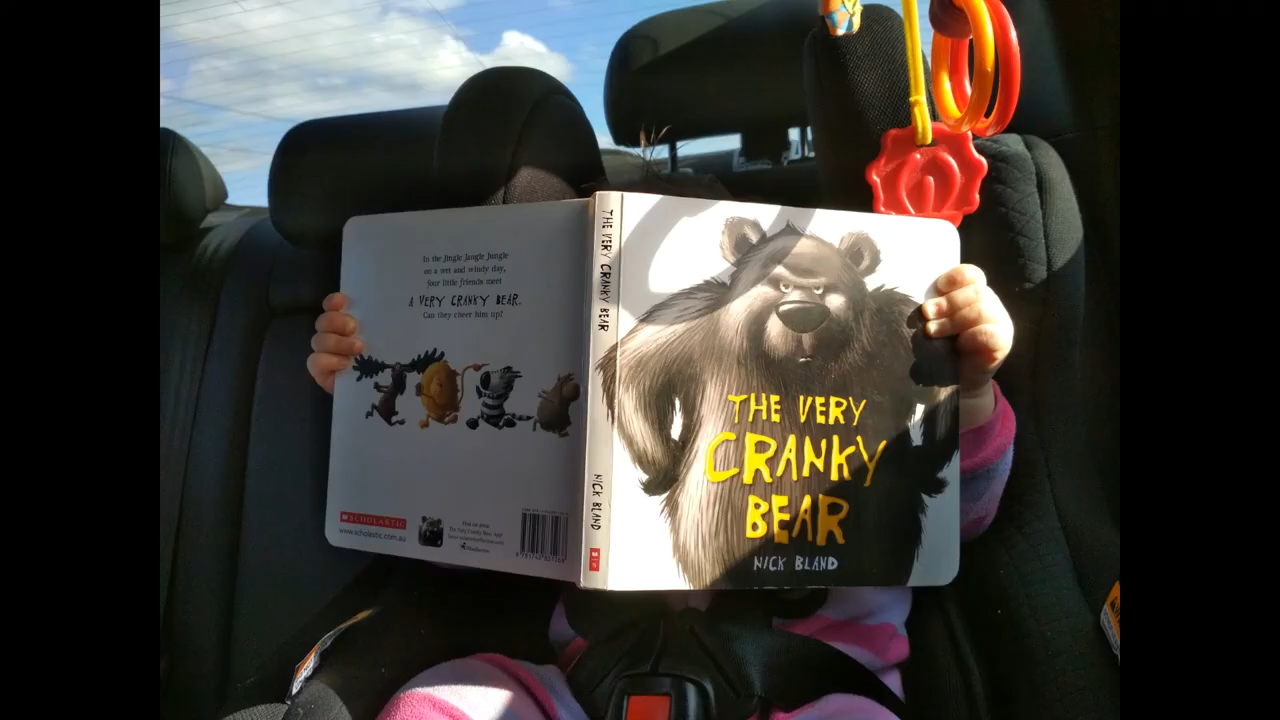 In the Jingle Jangle Jungle
on a wet and windy day,
four little friends meet
A VERY CRANKY BEAR.
Can they cheer him up?
SCHOLASTIC
www.scholastic.com.au
THE VERY CRANKY BEAR
NICK BLAND
THE VERY
CRANKY
BEAR
NICK BLAND